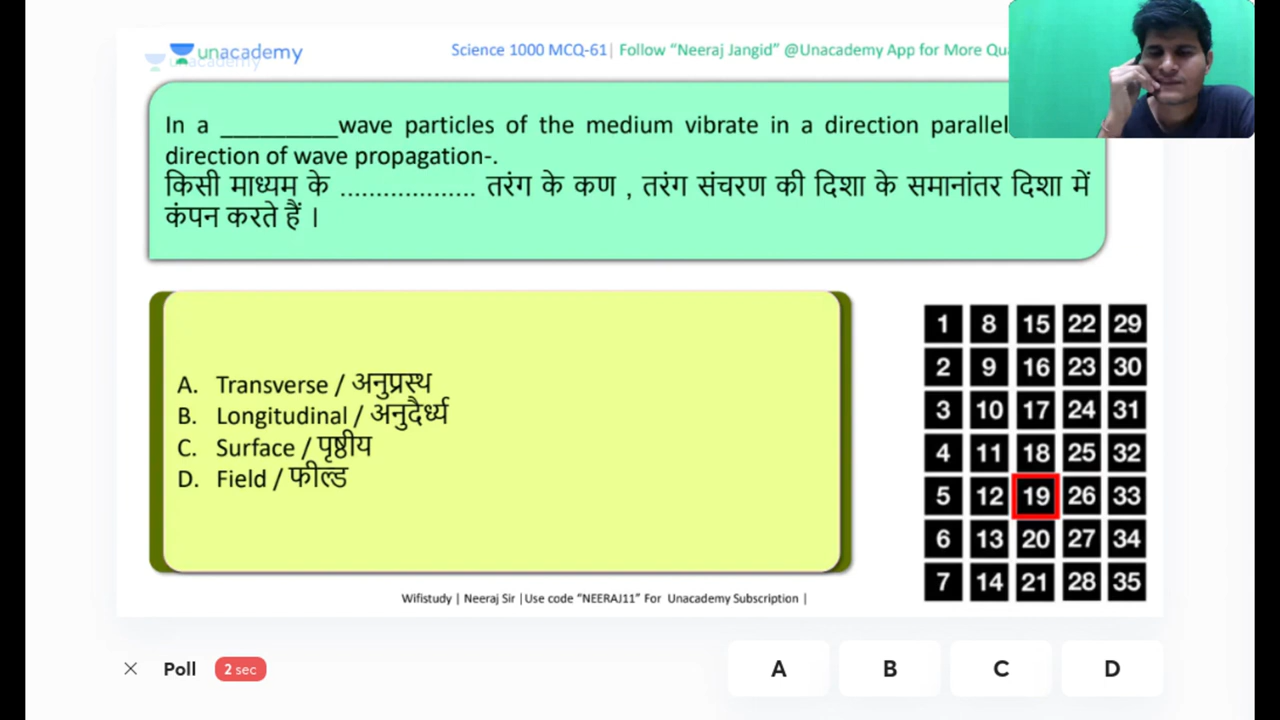 unacademy
unacademy
Science 1000 MCQ-61| Follow “Neeraj Jangid” @Unacademy App for More Qu
In a __________wave particles of the medium vibrate in a direction parallel
direction of wave propagation-.
किसी माध्यम के ................... तरंग के कण , तरंग संचरण की दिशा के समानांतर दिशा में
कंपन करते हैं ।
A. Transverse / अनुप्रस्थ
B. Longitudinal / अनुदैर्ध्य
C. Surface / पृष्ठीय
D. Field / फील्ड
1 8 15 22 29
2 9 16 23 30
3 10 17 24 31
4 11 18 25 32
5 12 19 26 33
6 13 20 27 34
7 14 21 28 35
Wifistudy | Neeraj Sir |Use code “NEERAJ11” For Unacademy Subscription |
× Poll 2 sec A B C D